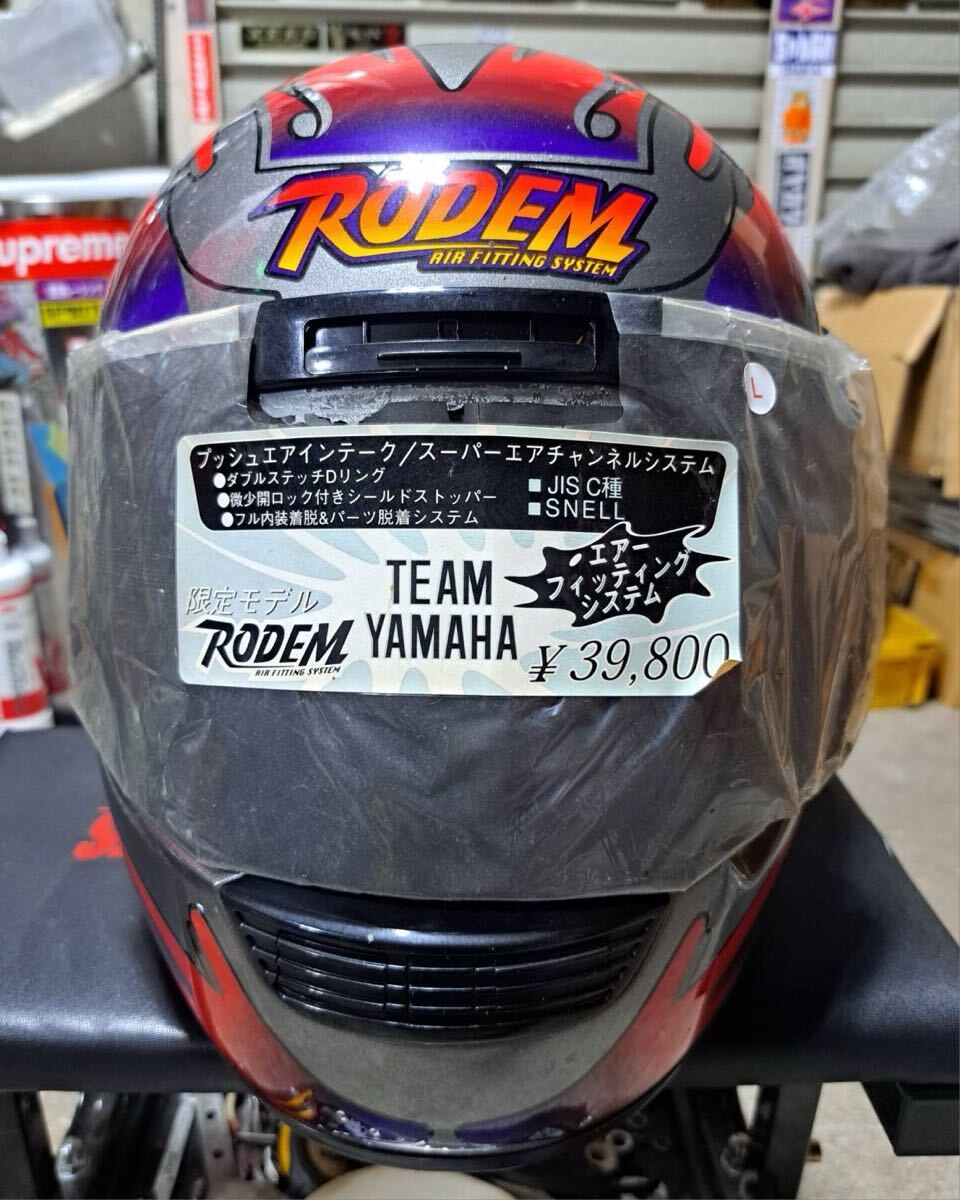 RODEM
AIR FITTING SYSTEM
upreme
L
プッシュエアインテーク/スーパーエアチャンネルシステム
●ダブルステッチDリング
●微少開ロック付きシールドストッパー
●フル内装着脱&パーツ脱着システム
■JIS C種
■SNELL
限定モデル
RODEM
AIR FITTING SYSTEM
TEAM
YAMAHA
エアー
フィッティング
システム
¥39,800